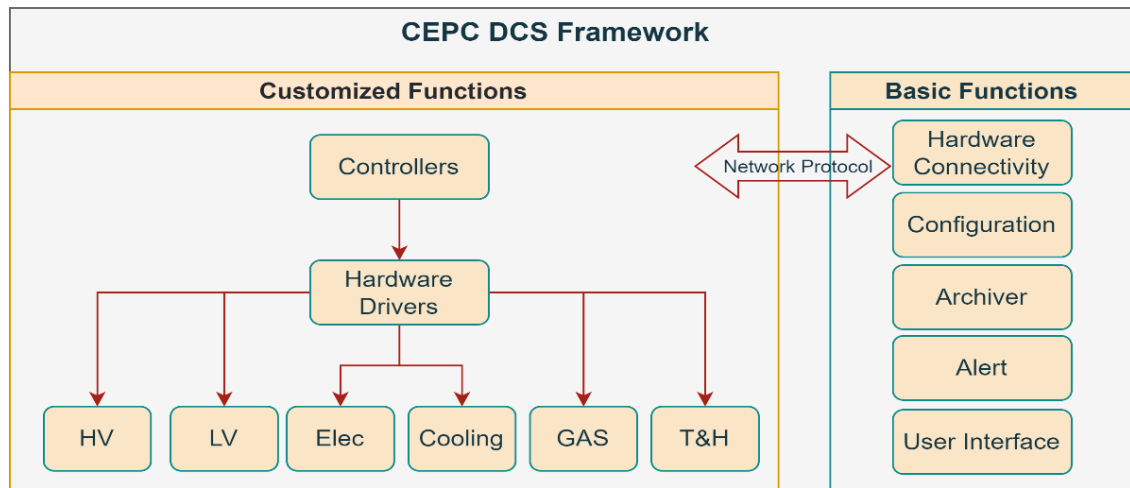 CEPC DCS Framework
Customized Functions
Controllers
Hardware
Drivers
HV
LV
Elec
Cooling
GAS
T&H
Network Protocol
Basic Functions
Hardware
Connectivity
Configuration
Archiver
Alert
User Interface